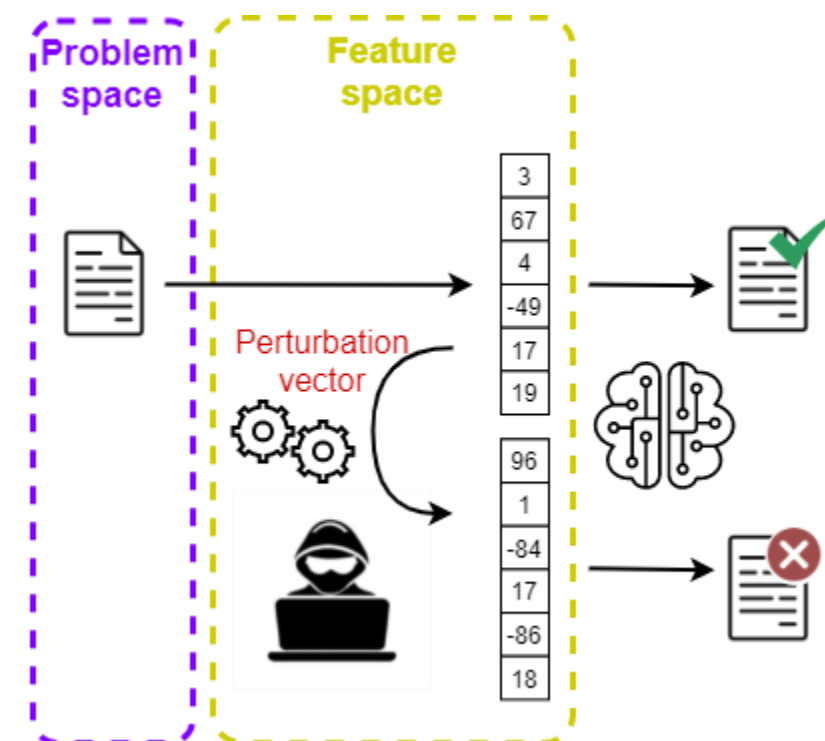 Problem
space
Feature
space
3
67
4
-49
17
19
Perturbation
vector
96
1
-84
17
-86
18